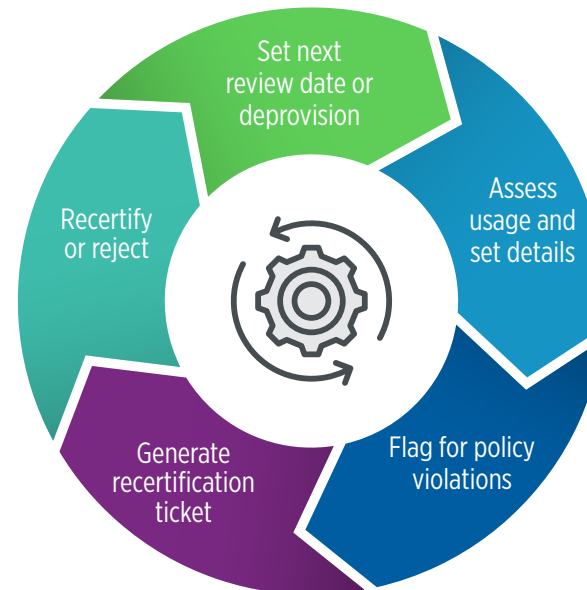 Set next
review date or
deprovision
Assess
usage and
set details
Flag for policy
violations
Generate
recertification
ticket
Recertify
or reject